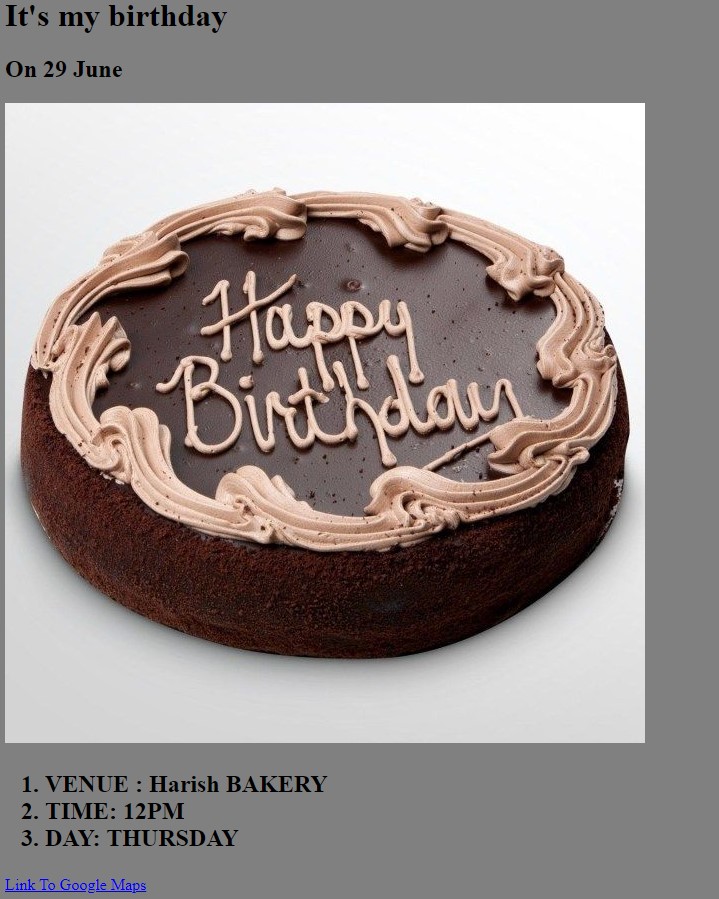 It's my birthday
On 29 June
Happy
Birthday
1. VENUE : Harish BAKERY
2. TIME: 12PM
3. DAY: THURSDAY
Link To Google Maps